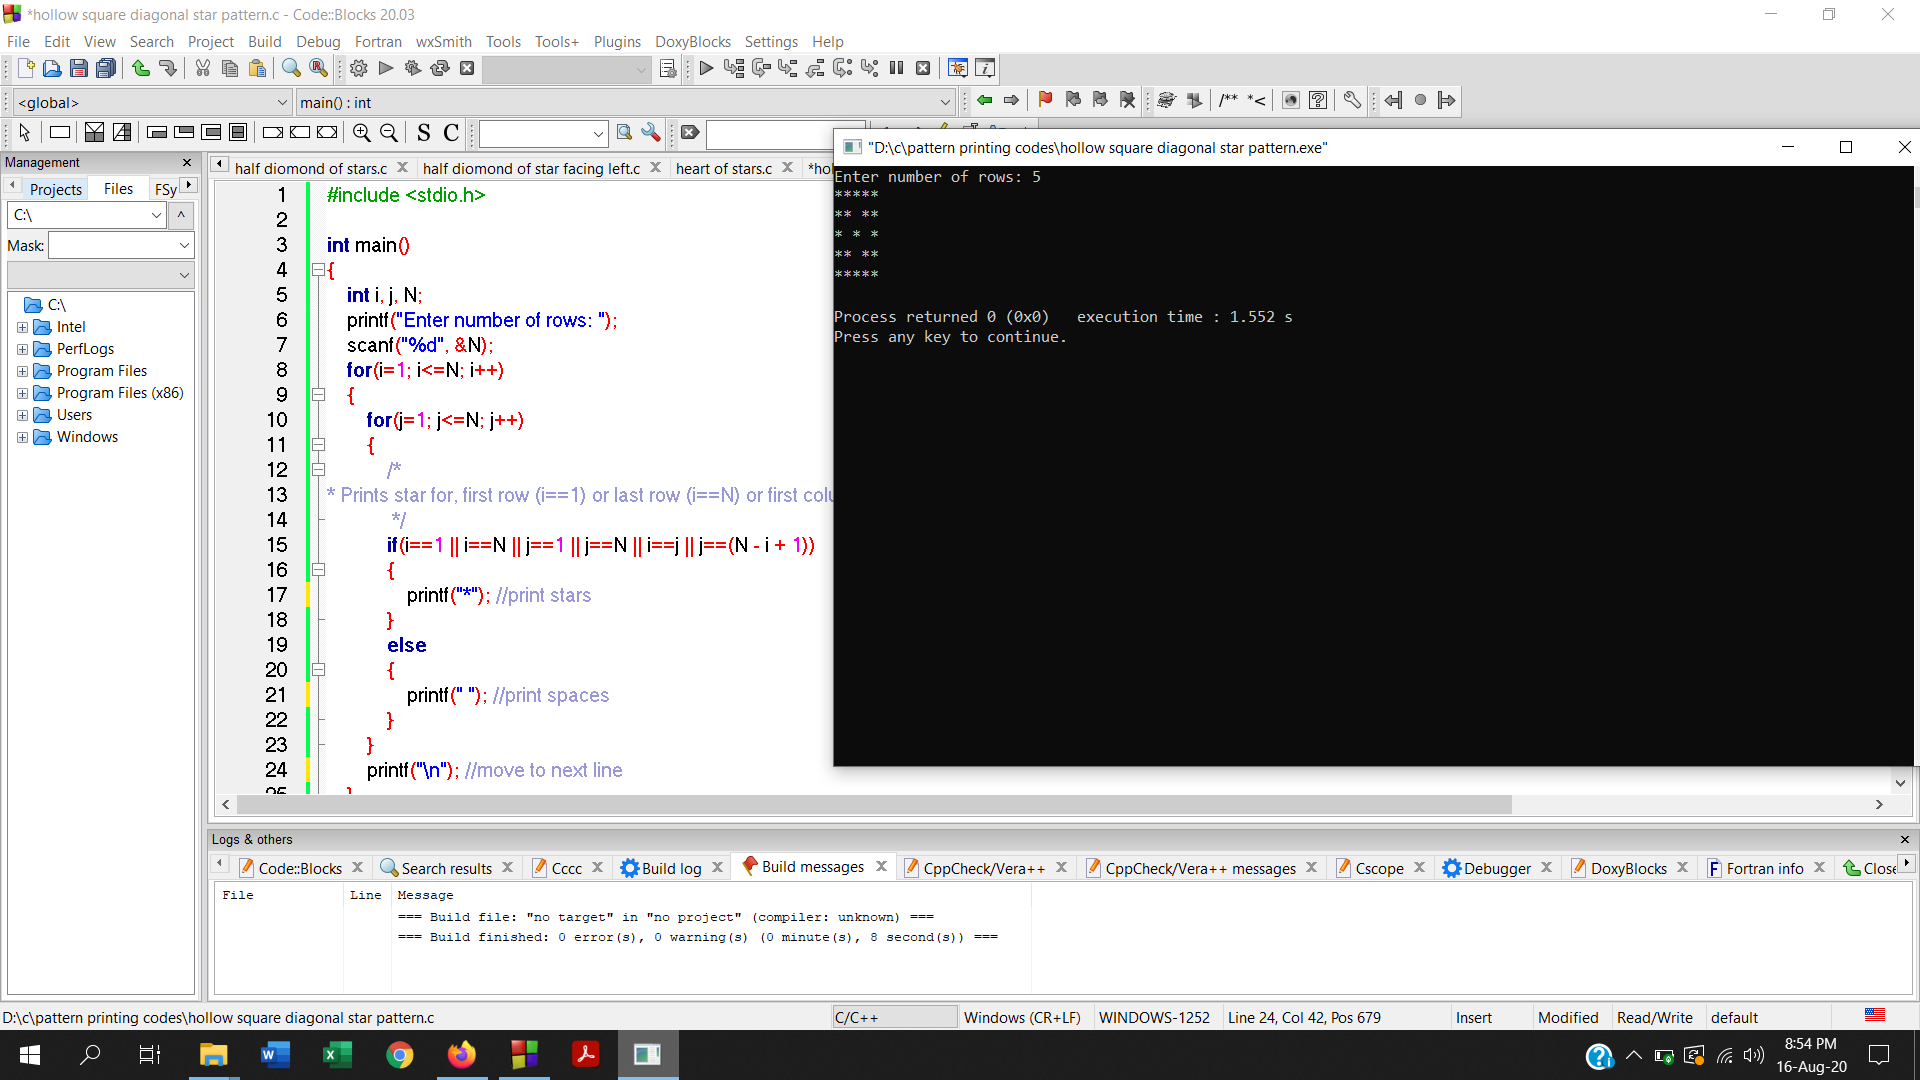 *hollow square diagonal star pattern.c - Code::Blocks 20.03
File Edit View Search Project Build Debug Fortran wxSmith Tools Tools+ Plugins DoxyBlocks Settings Help
<global> main() : int /** *<
S C
Management
Projects Files FSy
C:\
Mask:
C:\
Intel
PerfLogs
Program Files
Program Files (x86)
Users
Windows
half diomond of stars.c half diomond of star facing left.c heart of stars.c *hol
1 #include <stdio.h>
2
3 int main()
4 {
5 int i, j, N;
6 printf("Enter number of rows: ");
7 scanf("%d", &N);
8 for(i=1; i<=N; i++)
9 {
10 for(j=1; j<=N; j++)
11 {
12 /*
13 * Prints star for, first row (i==1) or last row (i==N) or first colu
14 */
15 if(i==1 || i==N || j==1 || j==N || i==j || j==(N - i + 1))
16 {
17 printf("*"); //print stars
18 }
19 else
20 {
21 printf(" "); //print spaces
22 }
23 }
24 printf("\n"); //move to next line
25 }
"D:\c\pattern printing codes\hollow square diagonal star pattern.exe"
Enter number of rows: 5
*****
** **
* * *
** **
*****
Process returned 0 (0x0)   execution time : 1.552 s
Press any key to continue.
Logs & others
Code::Blocks Search results Cccc Build log Build messages CppCheck/Vera++ CppCheck/Vera++ messages Cscope Debugger DoxyBlocks Fortran info Close
File Line Message
=== Build file: "no target" in "no project" (compiler: unknown) ===
=== Build finished: 0 error(s), 0 warning(s) (0 minute(s), 8 second(s)) ===
D:\c\pattern printing codes\hollow square diagonal star pattern.c C/C++ Windows (CR+LF) WINDOWS-1252 Line 24, Col 42, Pos 679 Insert Modified Read/Write default
8:54 PM
16-Aug-20